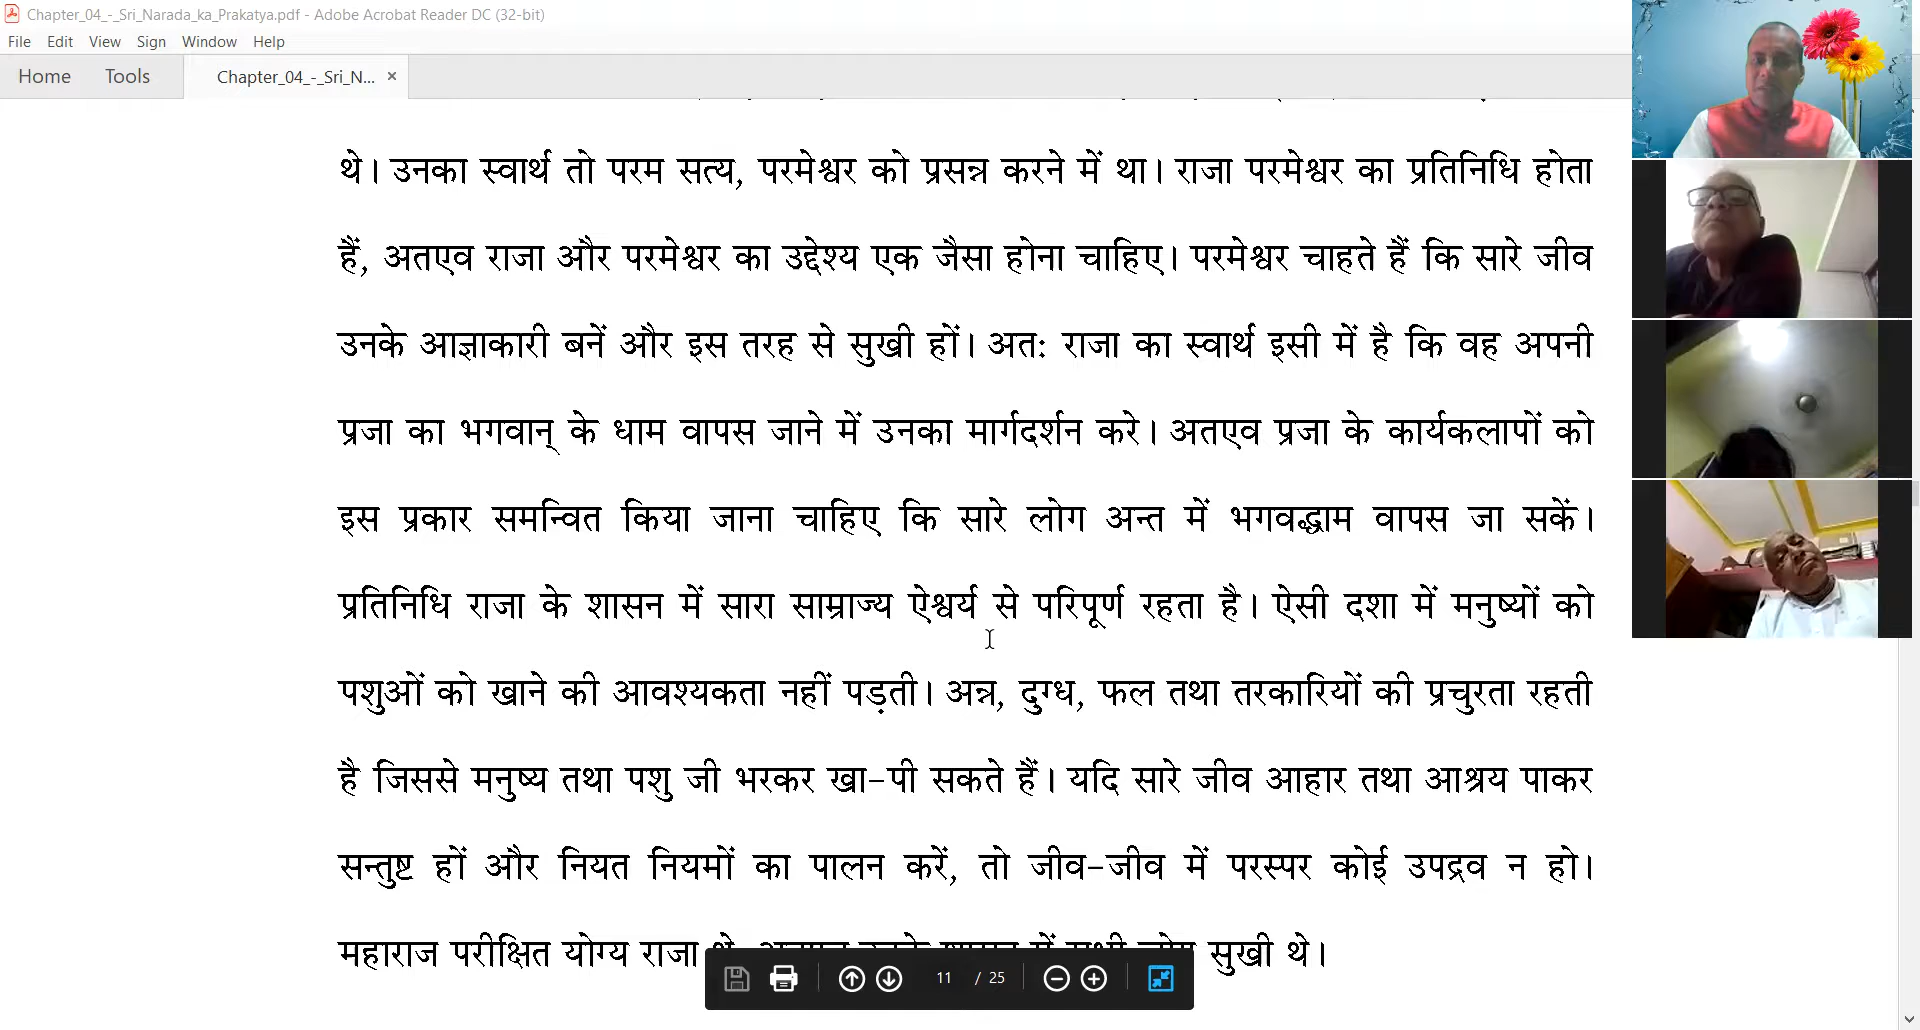 Chapter_04_-_Sri_Narada_ka_Prakatya.pdf - Adobe Acrobat Reader DC (32-bit)
File Edit View Sign Window Help
Home Tools Chapter_04_-_Sri_N... ×
थे। उनका स्वार्थ तो परम सत्य, परमेश्वर को प्रसन्न करने में था। राजा परमेश्वर का प्रतिनिधि होता
हैं, अतएव राजा और परमेश्वर का उद्देश्य एक जैसा होना चाहिए। परमेश्वर चाहते हैं कि सारे जीव
उनके आज्ञाकारी बनें और इस तरह से सुखी हों। अतः राजा का स्वार्थ इसी में है कि वह अपनी
प्रजा का भगवान् के धाम वापस जाने में उनका मार्गदर्शन करे। अतएव प्रजा के कार्यकलापों को
इस प्रकार समन्वित किया जाना चाहिए कि सारे लोग अन्त में भगवद्धाम वापस जा सकें।
प्रतिनिधि राजा के शासन में सारा साम्राज्य ऐश्वर्य से परिपूर्ण रहता है। ऐसी दशा में मनुष्यों को
पशुओं को खाने की आवश्यकता नहीं पड़ती। अन्न, दुग्ध, फल तथा तरकारियों की प्रचुरता रहती
है जिससे मनुष्य तथा पशु जी भरकर खा-पी सकते हैं। यदि सारे जीव आहार तथा आश्रय पाकर
सन्तुष्ट हों और नियत नियमों का पालन करें, तो जीव-जीव में परस्पर कोई उपद्रव न हो।
महाराज परीक्षित योग्य राजा सुखी थे।
11 / 25